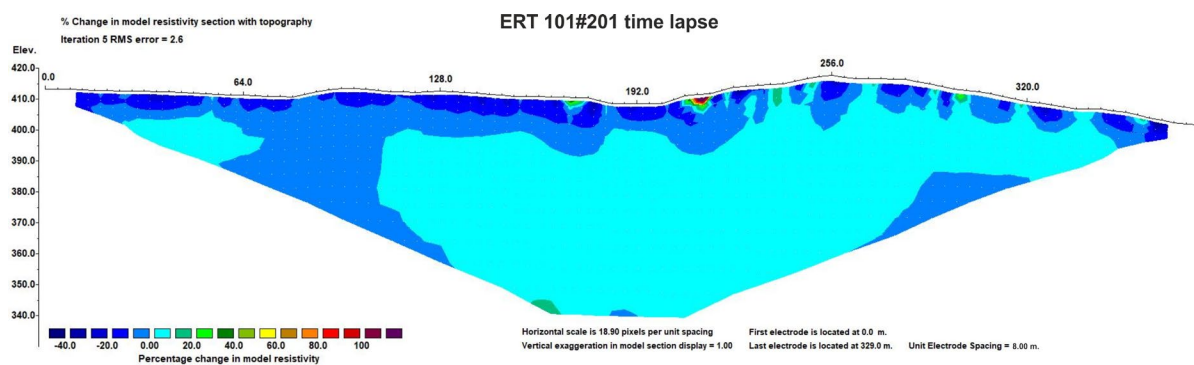 ERT 101#201 time lapse
% Change in model resistivity section with topography
Iteration 5 RMS error = 2.6
Elev.
420.0
0.0
64.0
128.0
192.0
256.0
320.0
410.0
400.0
390.0
380.0
370.0
360.0
350.0
340.0
-40.0 -20.0 0.00 20.0 40.0 60.0 80.0 100
Percentage change in model resistivity
Horizontal scale is 18.90 pixels per unit spacing
Vertical exaggeration in model section display = 1.00
First electrode is located at 0.0 m.
Last electrode is located at 329.0 m. Unit Electrode Spacing = 8.00 m.